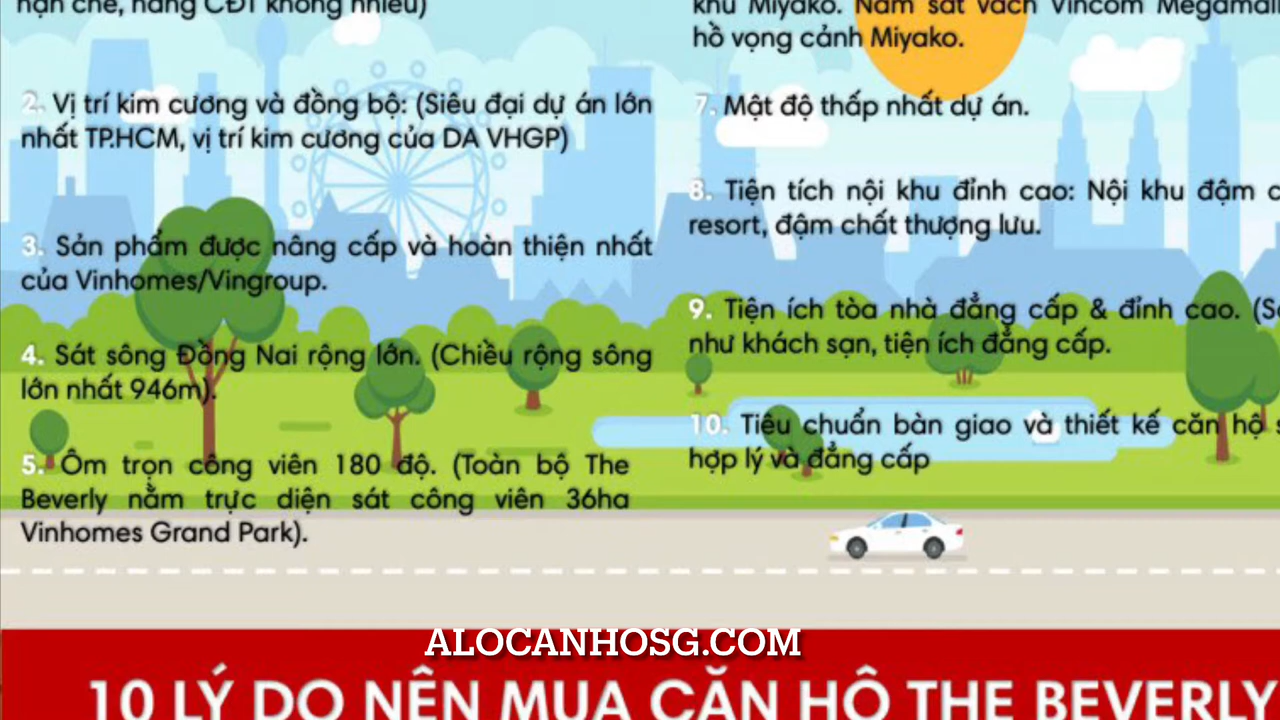 hạn chế, hàng CĐT không nhiều)
2. Vị trí kim cương và đồng bộ: (Siêu đại dự án lớn
nhất TP.HCM, vị trí kim cương của DA VHGP)
3. Sản phẩm được nâng cấp và hoàn thiện nhất
của Vinhomes/Vingroup.
4. Sát sông Đồng Nai rộng lớn. (Chiều rộng sông
lớn nhất 946m).
5. Ôm trọn công viên 180 độ. (Toàn bộ The
Beverly nằm trực diện sát công viên 36ha
Vinhomes Grand Park).
khu Miyako. Nằm sát vách Vincom Megamall
hồ vọng cảnh Miyako.
7. Mật độ thấp nhất dự án.
8. Tiện tích nội khu đỉnh cao: Nội khu đậm
resort, đậm chất thượng lưu.
9. Tiện ích tòa nhà đẳng cấp & đỉnh cao.
như khách sạn, tiện ích đẳng cấp.
10. Tiêu chuẩn bàn giao và thiết kế căn hộ
hợp lý và đẳng cấp
ALOCANHOSG.COM
10 LÝ DO NÊN MUA CĂN HỘ THE BEVERLY